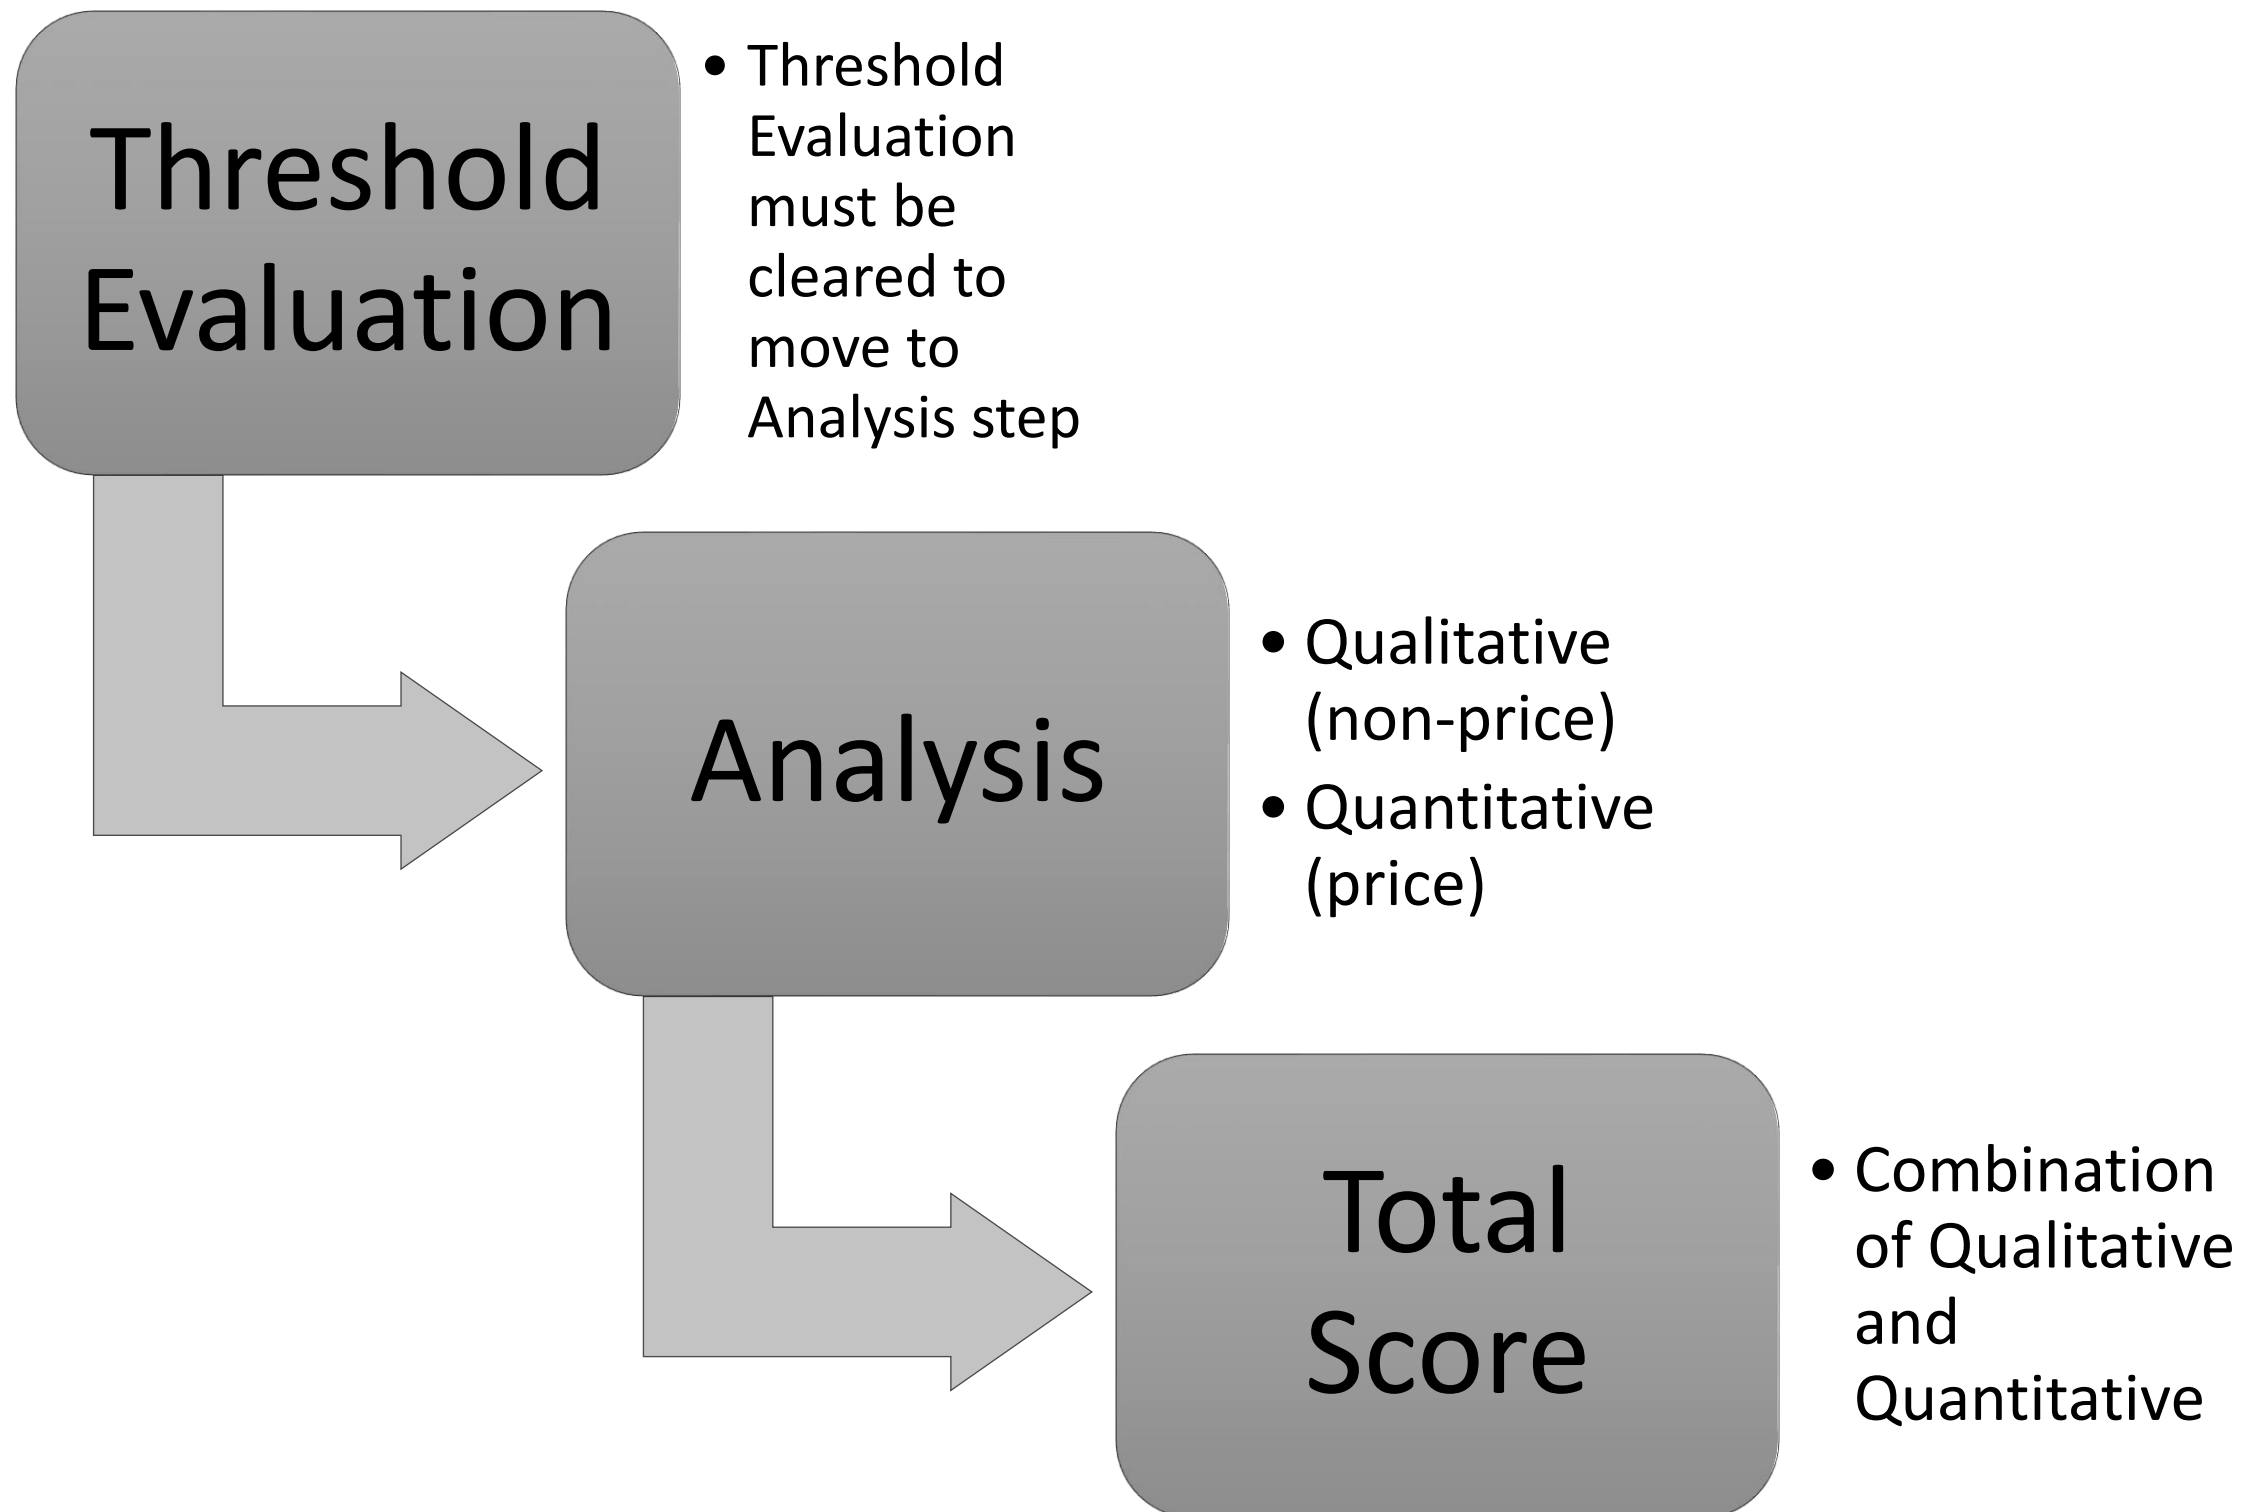 Threshold
Evaluation
• Threshold
Evaluation
must be
cleared to
move to
Analysis step
Analysis
• Qualitative
(non-price)
• Quantitative
(price)
Total
Score
• Combination
of Qualitative
and
Quantitative